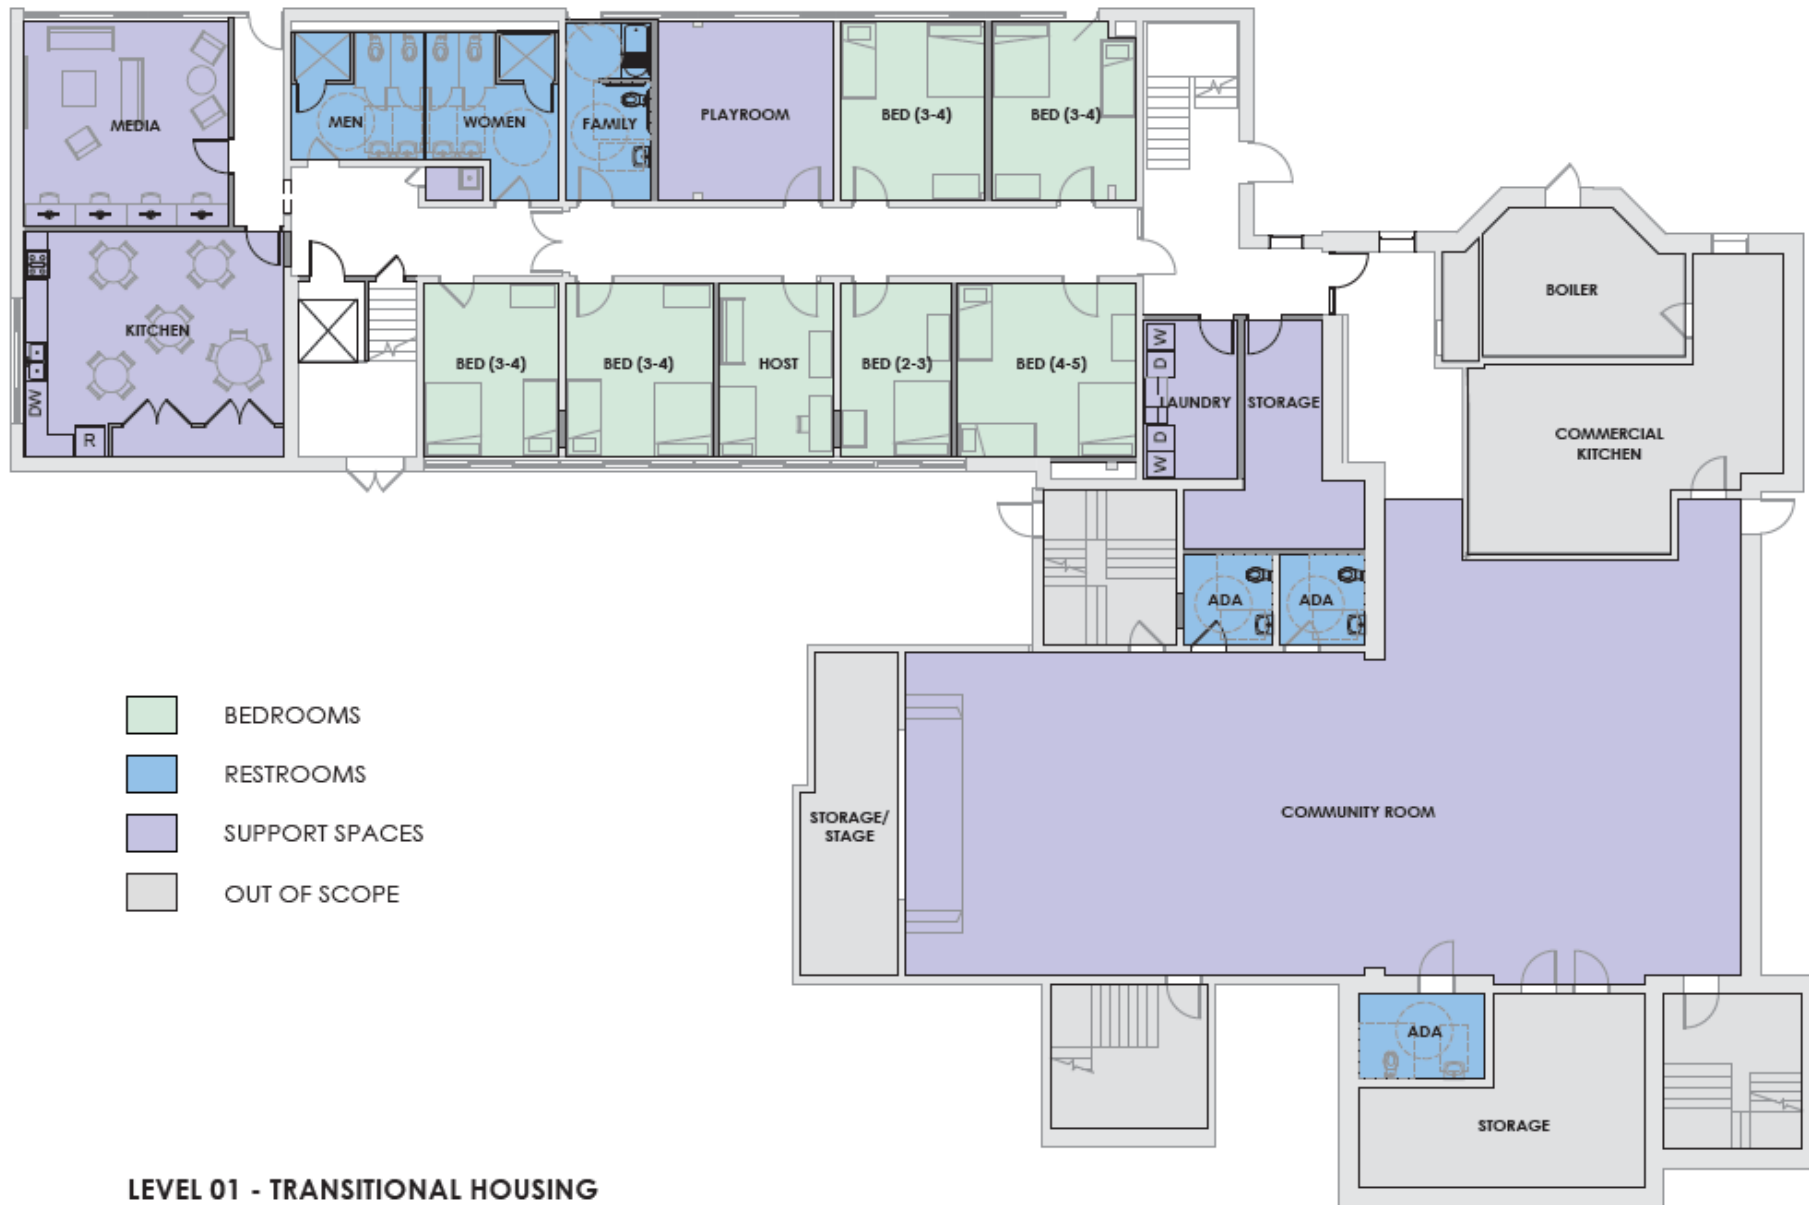 MEDIA
MEN
WOMEN
FAMILY
PLAYROOM
BED (3-4)
BED (3-4)
KITCHEN
DW
R
BED (3-4)
BED (3-4)
HOST
BED (2-3)
BED (4-5)
W
D
D
W
LAUNDRY
STORAGE
BOILER
COMMERCIAL
KITCHEN
ADA
ADA
BEDROOMS
RESTROOMS
SUPPORT SPACES
OUT OF SCOPE
STORAGE/
STAGE
COMMUNITY ROOM
ADA
STORAGE
LEVEL 01 - TRANSITIONAL HOUSING